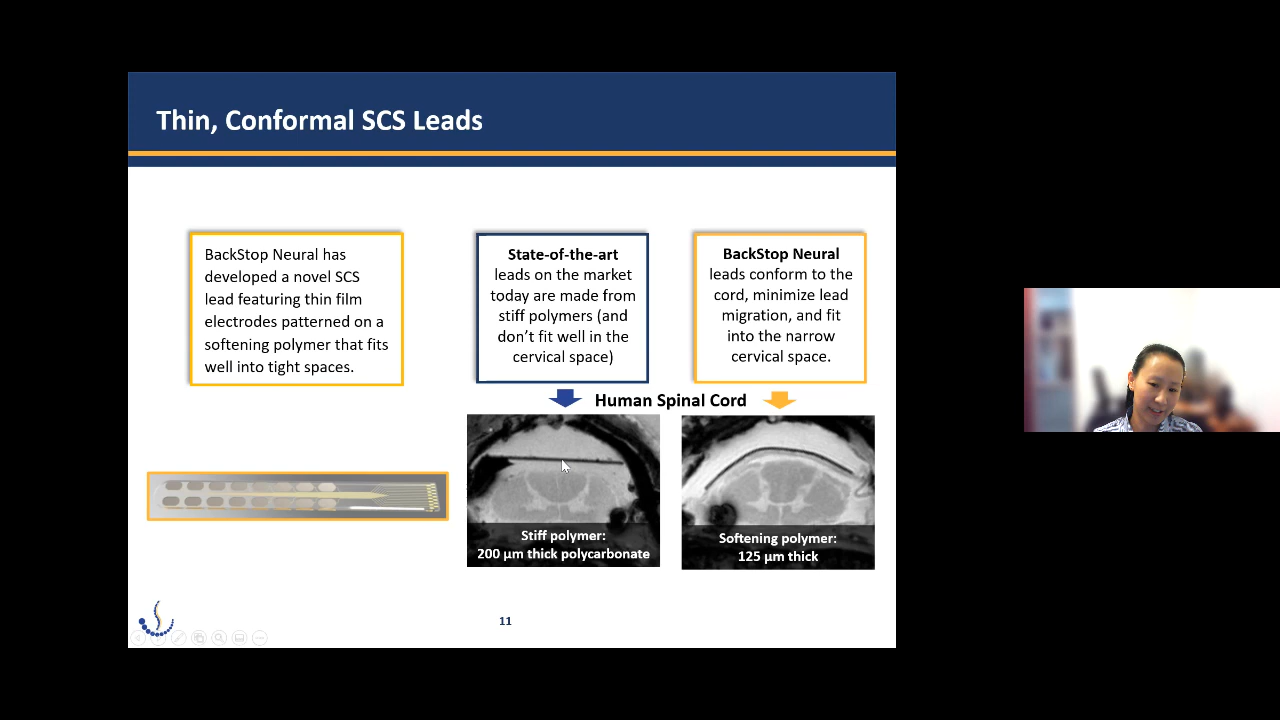 Thin, Conformal SCS Leads
BackStop Neural has
developed a novel SCS
lead featuring thin film
electrodes patterned on a
softening polymer that fits
well into tight spaces.
State-of-the-art
leads on the market
today are made from
stiff polymers (and
don’t fit well in the
cervical space)
BackStop Neural
leads conform to the
cord, minimize lead
migration, and fit
into the narrow
cervical space.
Human Spinal Cord
Stiff polymer:
200 µm thick polycarbonate
Softening polymer:
125 µm thick
11